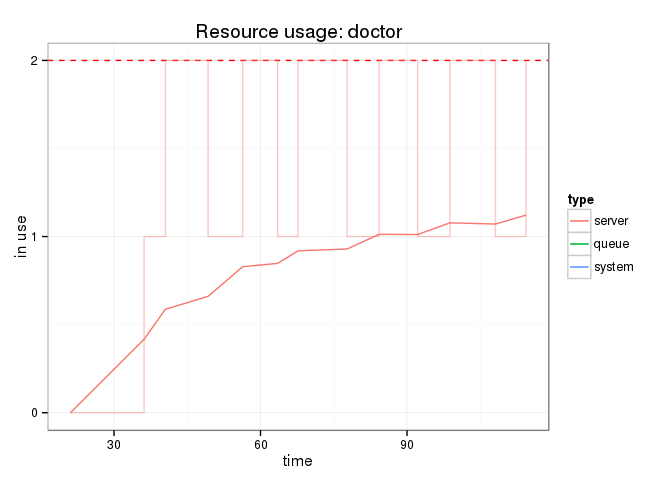 Resource usage: doctor
2
1
0
in use
30
60
90
time
type
server
queue
system